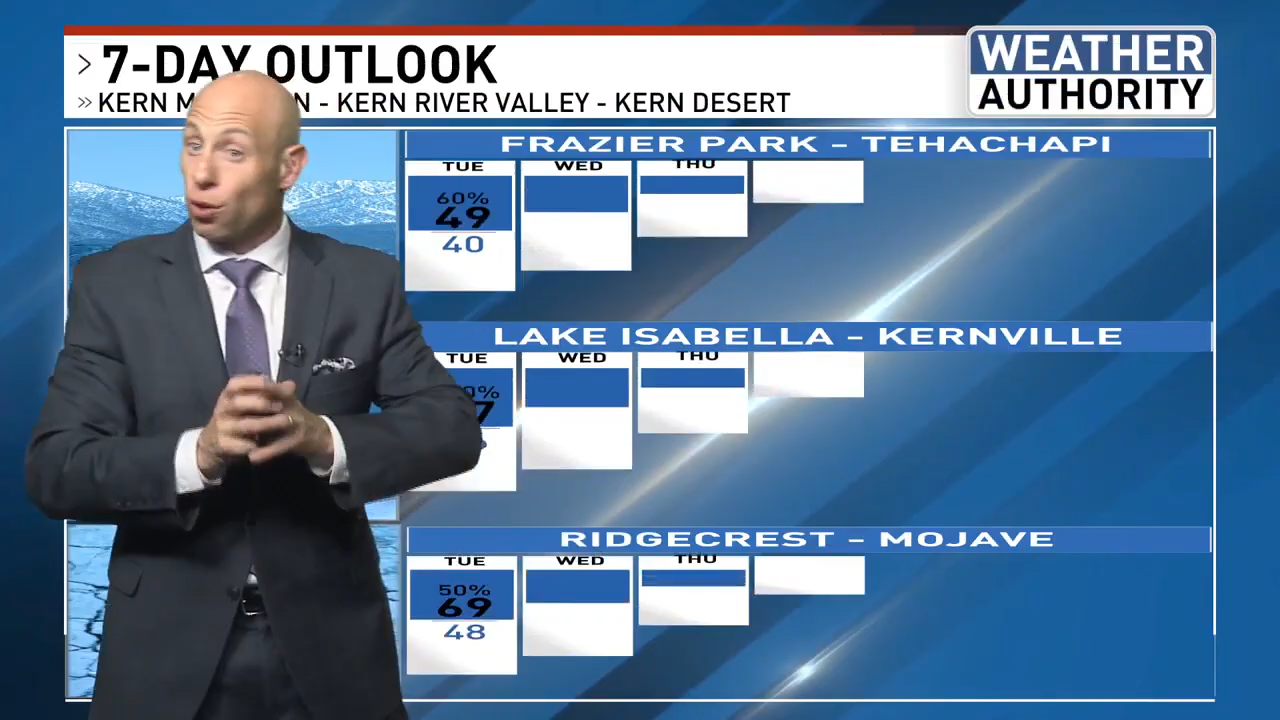 7-DAY OUTLOOK
KERN - KERN RIVER VALLEY - KERN DESERT
WEATHER
AUTHORITY
FRAZIER PARK - TEHACHAPI
TUE WED THU
60%
49
40
LAKE ISABELLA - KERNVILLE
TUE WED THU
RIDGECREST - MOJAVE
TUE WED THU
50%
69
48